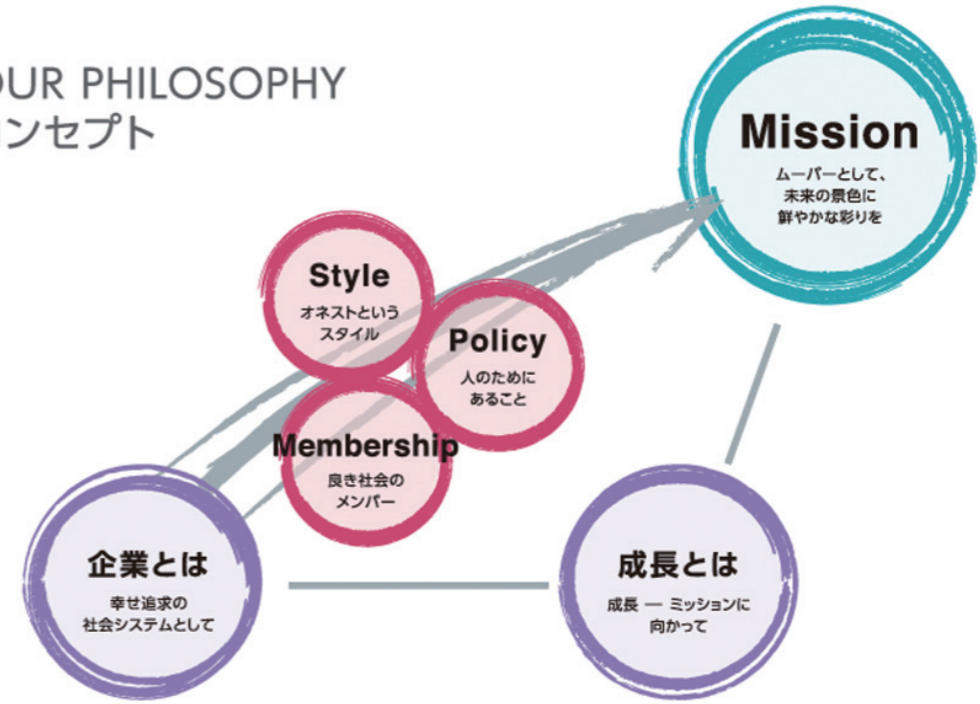 OUR PHILOSOPHY
コンセプト
Mission
ムーバーとして、
未来の景色に
鮮やかな彩りを
Style
オネストという
スタイル
Policy
人のために
あること
Membership
良き社会の
メンバー
企業とは
幸せ追求の
社会システムとして
成長とは
成長 ― ミッションに
向かって